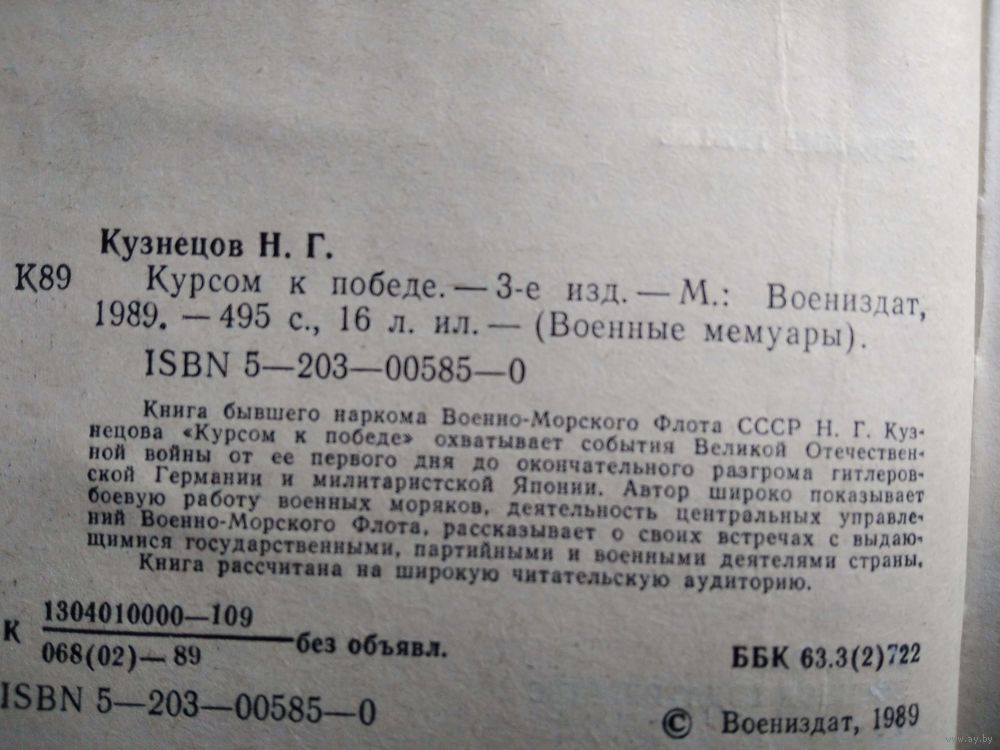 Кузнецов Н. Г.
К89 Курсом к победе. — 3-е изд. — М.: Воениздат,
1989. — 495 с., 16 л. ил. — (Военные мемуары).
ISBN 5—203—00585—0
Книга бывшего наркома Военно-Морского Флота СССР Н. Г. Куз-
нецова «Курсом к победе» охватывает события Великой Отечествен-
ной войны от ее первого дня до окончательного разгрома гитлеров-
ской Германии и милитаристской Японии. Автор широко показывает
боевую работу военных моряков, деятельность центральных управле-
ний Военно-Морского Флота, рассказывает о своих встречах с выдаю-
щимися государственными, партийными и военными деятелями страны.
Книга рассчитана на широкую читательскую аудиторию.
К 1304010000—109
068(02)—89 без объявл.
ББК 63.3(2)722
ISBN 5—203—00585—0
© Воениздат, 1989
www.ay.by